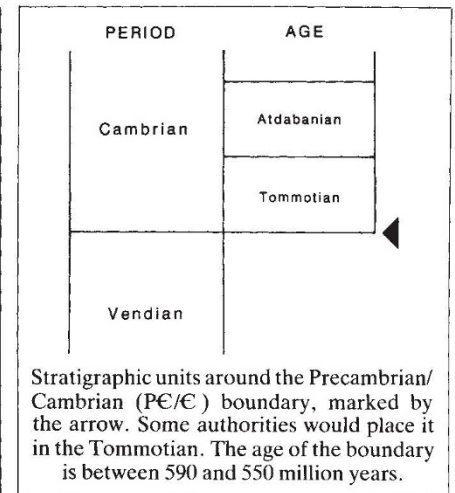 PERIOD AGE
Cambrian
Atdabanian
Tommotian
Vendian
Stratigraphic units around the Precambrian/
Cambrian (P€/€ ) boundary, marked by
the arrow. Some authorities would place it
in the Tommotian. The age of the boundary
is between 590 and 550 million years.